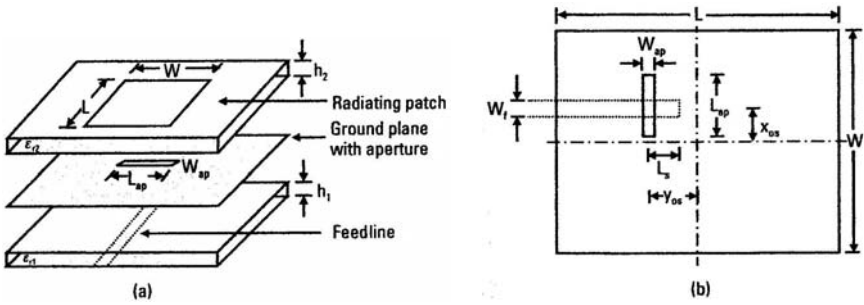 W
h₂
L
Radiating patch
Ground plane
with aperture
εr2
Wap
Lap
h₁
Feedline
εr1
(a)
L
Wap
Wf
Lap
xos
W
Ls
yos
(b)